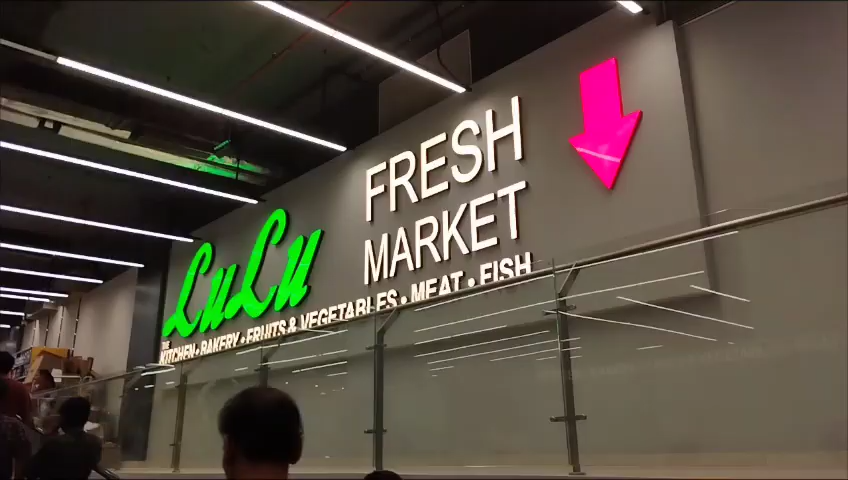 LuLu
FRESH
MARKET
THE
KITCHEN • BAKERY • FRUITS & VEGETABLES • MEAT • FISH